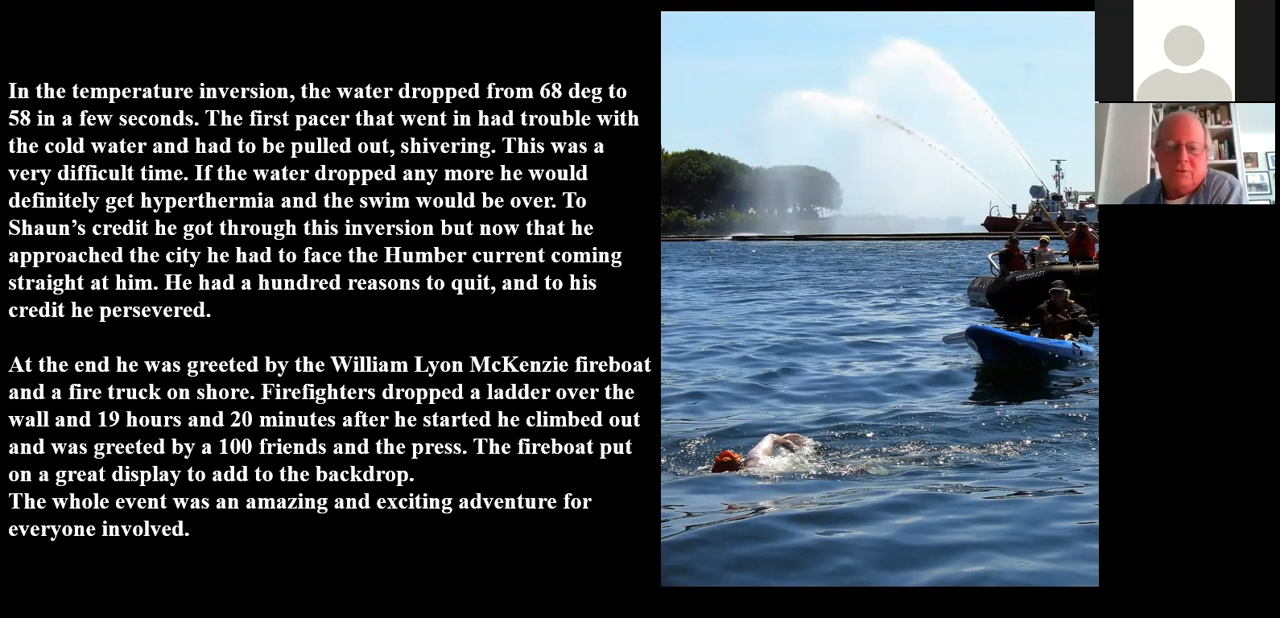 In the temperature inversion, the water dropped from 68 deg to
58 in a few seconds. The first pacer that went in had trouble with
the cold water and had to be pulled out, shivering. This was a
very difficult time. If the water dropped any more he would
definitely get hyperthermia and the swim would be over. To
Shaun’s credit he got through this inversion but now that he
approached the city he had to face the Humber current coming
straight at him. He had a hundred reasons to quit, and to his
credit he persevered.
At the end he was greeted by the William Lyon McKenzie fireboat
and a fire truck on shore. Firefighters dropped a ladder over the
wall and 19 hours and 20 minutes after he started he climbed out
and was greeted by a 100 friends and the press. The fireboat put
on a great display to add to the backdrop.
The whole event was an amazing and exciting adventure for
everyone involved.